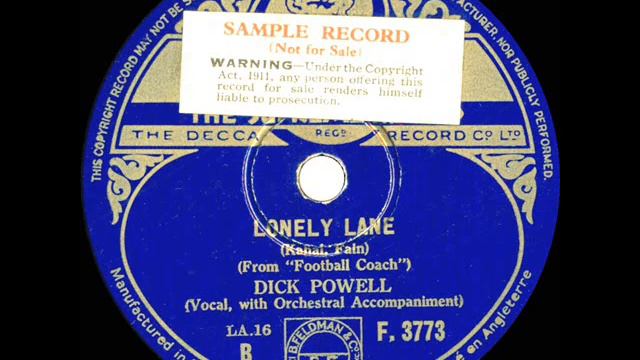 SAMPLE RECORD
(Not for Sale)
WARNING—Under the Copyright
Act, 1911, any person offering this
record for sale renders himself
liable to prosecution.
THIS COPYRIGHT RECORD MAY NOT BE
NOR PUBLICLY PERFORMED.
THE DECCA REGD RECORD CO LTD
LONELY LANE
(Kahal, Fain)
(From "Football Coach")
DICK POWELL
(Vocal, with Orchestral Accompaniment)
LA.16
B
B. FELDMAN & CO
F. 3773
Manufactured in
en Angleterre